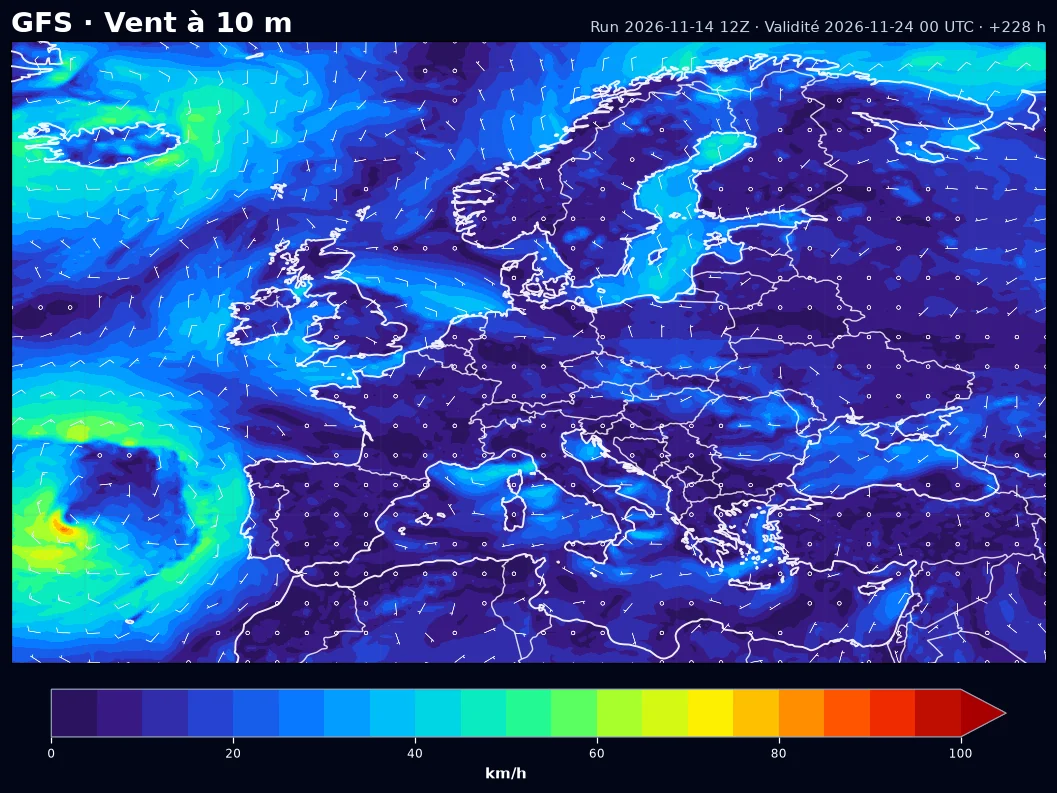 GFS · Vent à 10 m
Run 2026-11-14 12Z · Validité 2026-11-24 00 UTC · +228 h
0 20 40 60 80 100
km/h